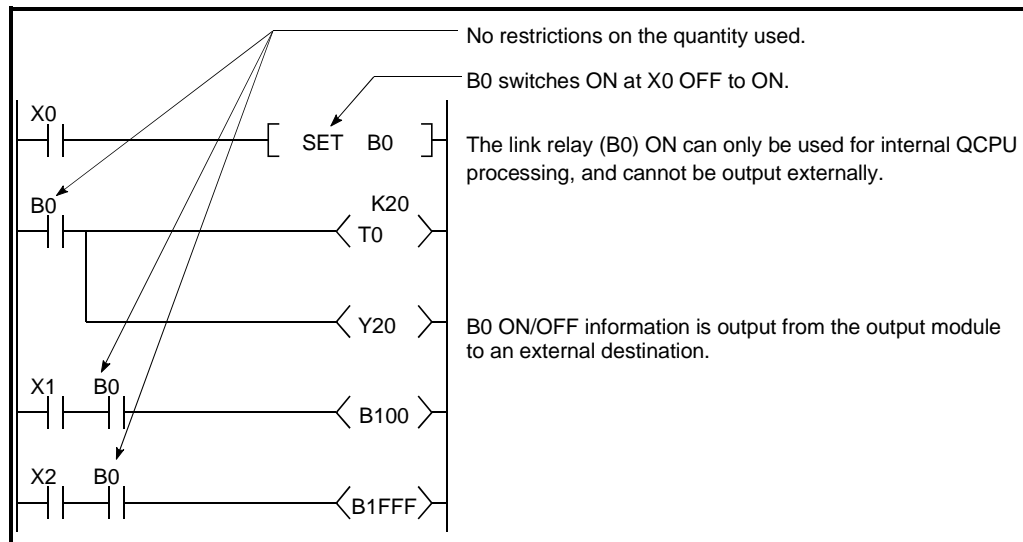 No restrictions on the quantity used.
B0 switches ON at X0 OFF to ON.
X0
SET B0
The link relay (B0) ON can only be used for internal QCPU
processing, and cannot be output externally.
B0
K20
T0
Y20
B0 ON/OFF information is output from the output module
to an external destination.
X1 B0
B100
X2 B0
B1FFF